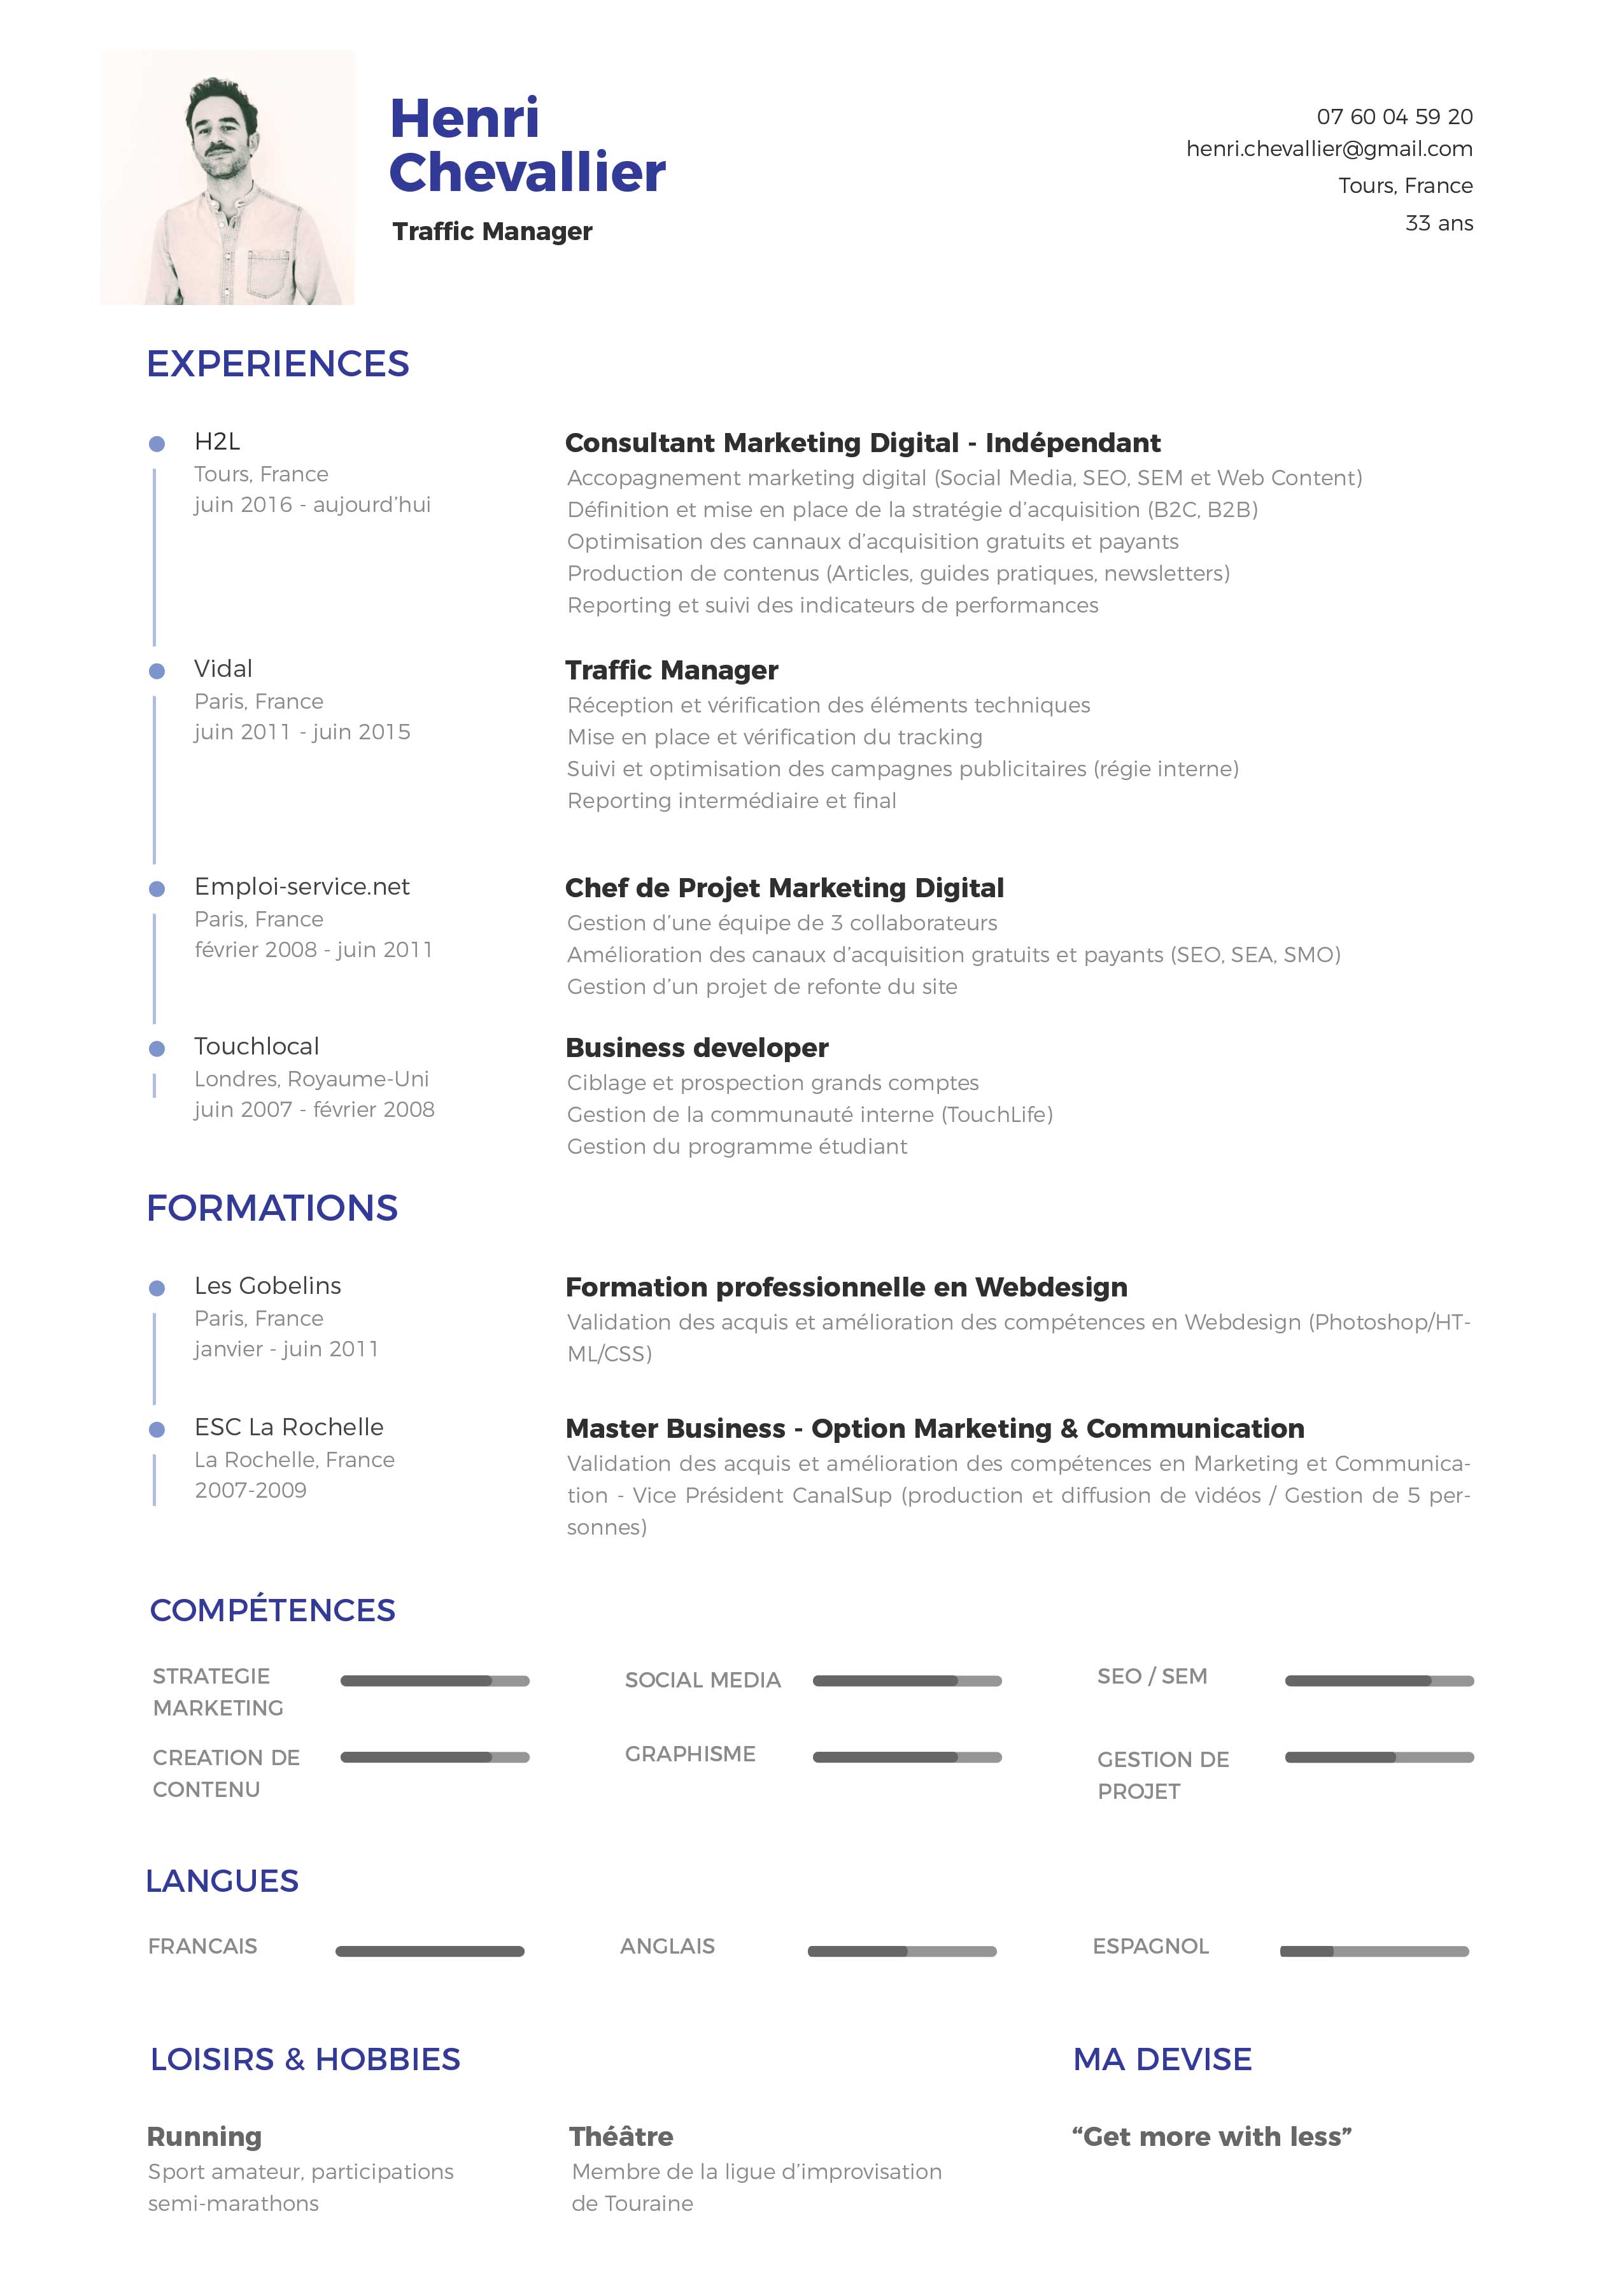 Henri
Chevallier
Traffic Manager
07 60 04 59 20
henri.chevallier@gmail.com
Tours, France
33 ans
EXPERIENCES
H2L
Tours, France
juin 2016 - aujourd’hui
Consultant Marketing Digital - Indépendant
Accopagnement marketing digital (Social Media, SEO, SEM et Web Content)
Définition et mise en place de la stratégie d’acquisition (B2C, B2B)
Optimisation des cannaux d’acquisition gratuits et payants
Production de contenus (Articles, guides pratiques, newsletters)
Reporting et suivi des indicateurs de performances
Vidal
Paris, France
juin 2011 - juin 2015
Traffic Manager
Réception et vérification des éléments techniques
Mise en place et vérification du tracking
Suivi et optimisation des campagnes publicitaires (régie interne)
Reporting intermédiaire et final
Emploi-service.net
Paris, France
février 2008 - juin 2011
Chef de Projet Marketing Digital
Gestion d’une équipe de 3 collaborateurs
Amélioration des canaux d’acquisition gratuits et payants (SEO, SEA, SMO)
Gestion d’un projet de refonte du site
Touchlocal
Londres, Royaume-Uni
juin 2007 - février 2008
Business developer
Ciblage et prospection grands comptes
Gestion de la communauté interne (TouchLife)
Gestion du programme étudiant
FORMATIONS
Les Gobelins
Paris, France
janvier - juin 2011
Formation professionnelle en Webdesign
Validation des acquis et amélioration des compétences en Webdesign (Photoshop/HT-
ML/CSS)
ESC La Rochelle
La Rochelle, France
2007-2009
Master Business - Option Marketing & Communication
Validation des acquis et amélioration des compétences en Marketing et Communica-
tion - Vice Président CanalSup (production et diffusion de vidéos / Gestion de 5 per-
sonnes)
COMPÉTENCES
STRATEGIE
MARKETING
SOCIAL MEDIA
SEO / SEM
CREATION DE
CONTENU
GRAPHISME
GESTION DE
PROJET
LANGUES
FRANCAIS
ANGLAIS
ESPAGNOL
LOISIRS & HOBBIES
Running
Sport amateur, participations
semi-marathons
Théâtre
Membre de la ligue d’improvisation
de Touraine
MA DEVISE
“Get more with less”